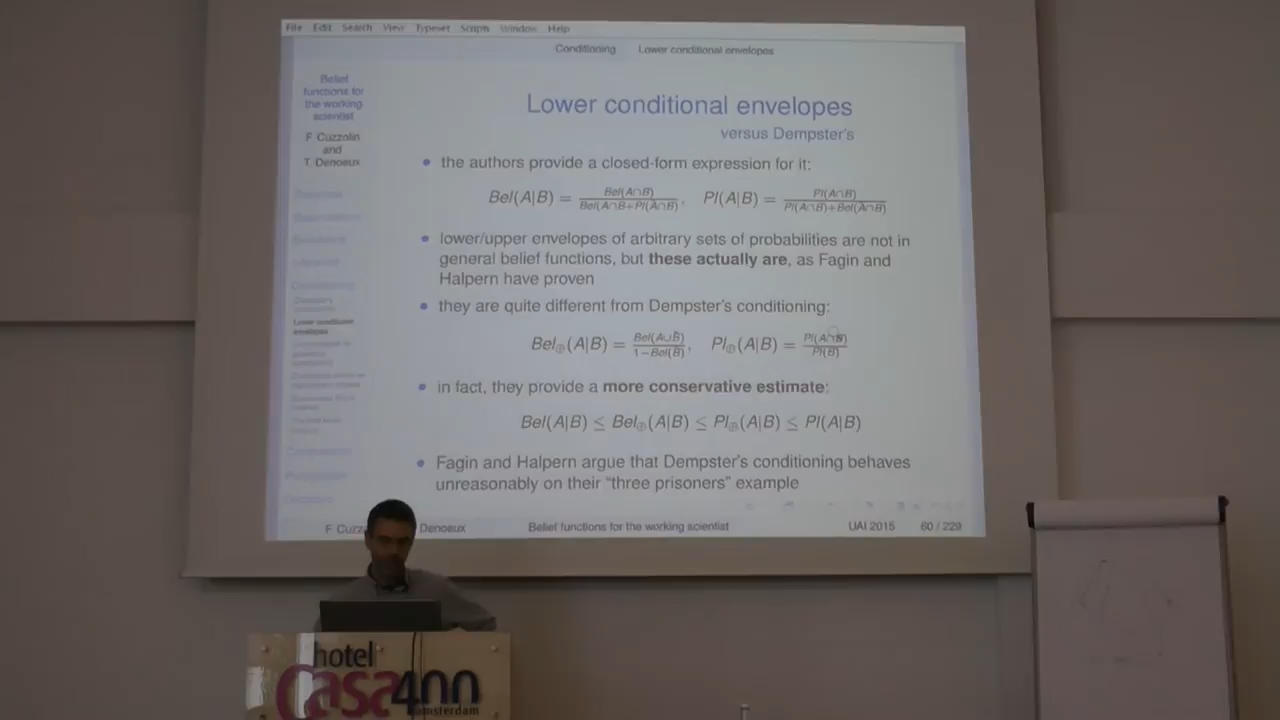 File Edit Search View Typeset Scripts Window Help
Conditioning Lower conditional envelopes
Belief
functions for
the working
scientist
F Cuzzolin
and
T. Denoeux
Lower conditional
envelopes
Lower conditional envelopes
versus Dempster's
• the authors provide a closed-form expression for it:
Bel(A|B) = Bel(A∩B) / Bel(A∩B+Pl(Ā∩B), Pl(A|B) = Pl(A∩B) / Pl(A∩B)+Bel(Ā∩B)
• lower/upper envelopes of arbitrary sets of probabilities are not in
general belief functions, but these actually are, as Fagin and
Halpern have proven
• they are quite different from Dempster's conditioning:
Bel⊕(A|B) = Bel(A∪B̄) / 1−Bel(B̄), Pl⊕(A|B) = Pl(A∩B) / Pl(B)
• in fact, they provide a more conservative estimate:
Bel(A|B) ≤ Bel⊕(A|B) ≤ Pl⊕(A|B) ≤ Pl(A|B)
• Fagin and Halpern argue that Dempster's conditioning behaves
unreasonably on their "three prisoners" example
F Cuzz Denoeux Belief functions for the working scientist UAI 2015 60 / 229
hotel
Casa400
amsterdam